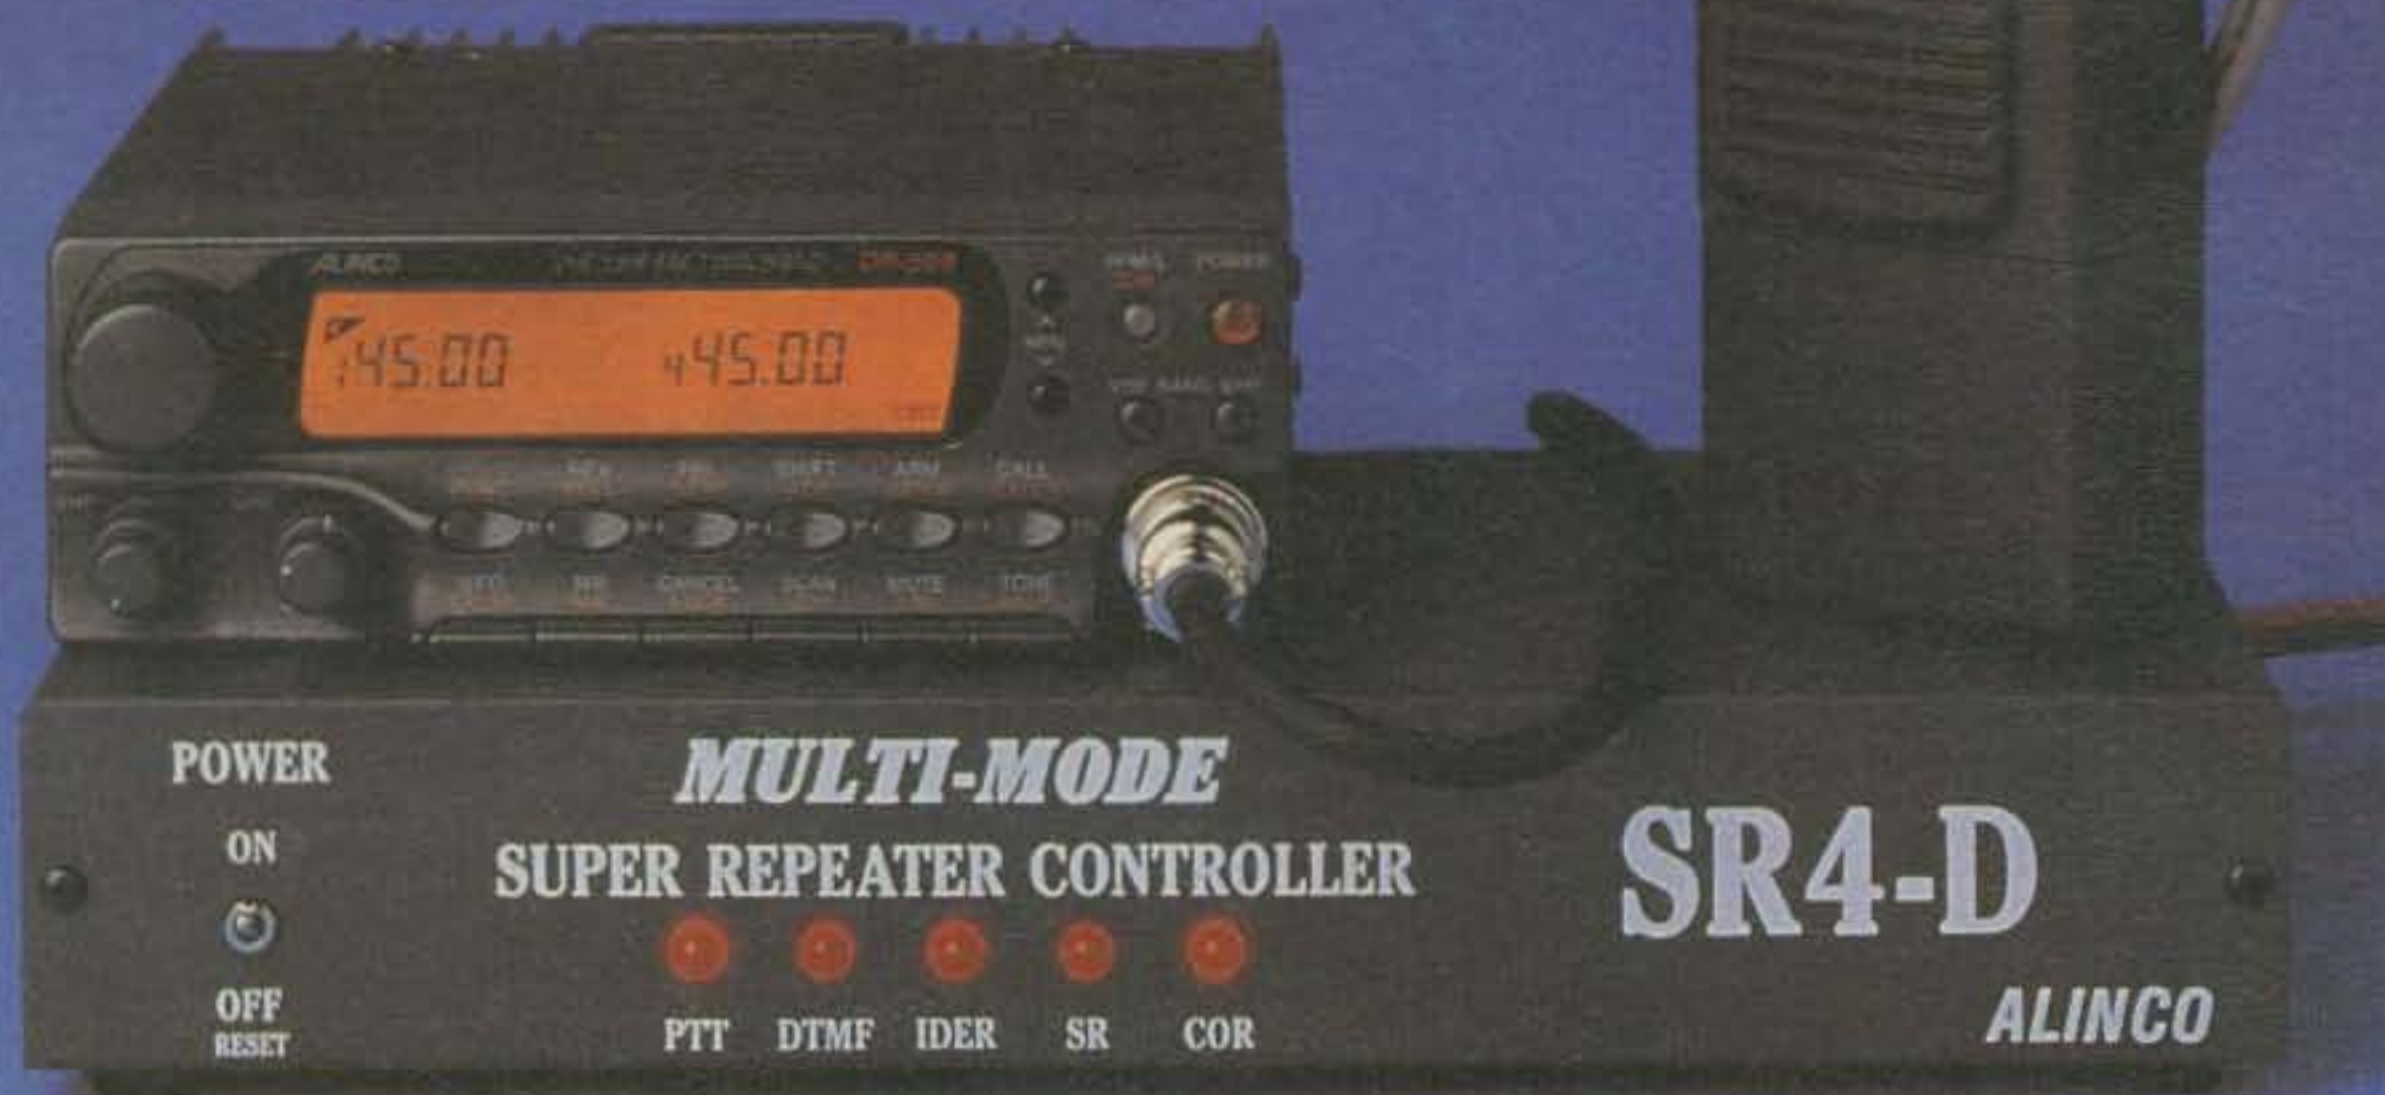 ALINCO
145.00 445.00
POWER
SHIFT ARM CALL
CANCEL SCAN MUTE TONE
POWER
ON
OFF
RESET
MULTI-MODE
SUPER REPEATER CONTROLLER
PTT DTMF IDER SR COR
SR4-D
ALINCO